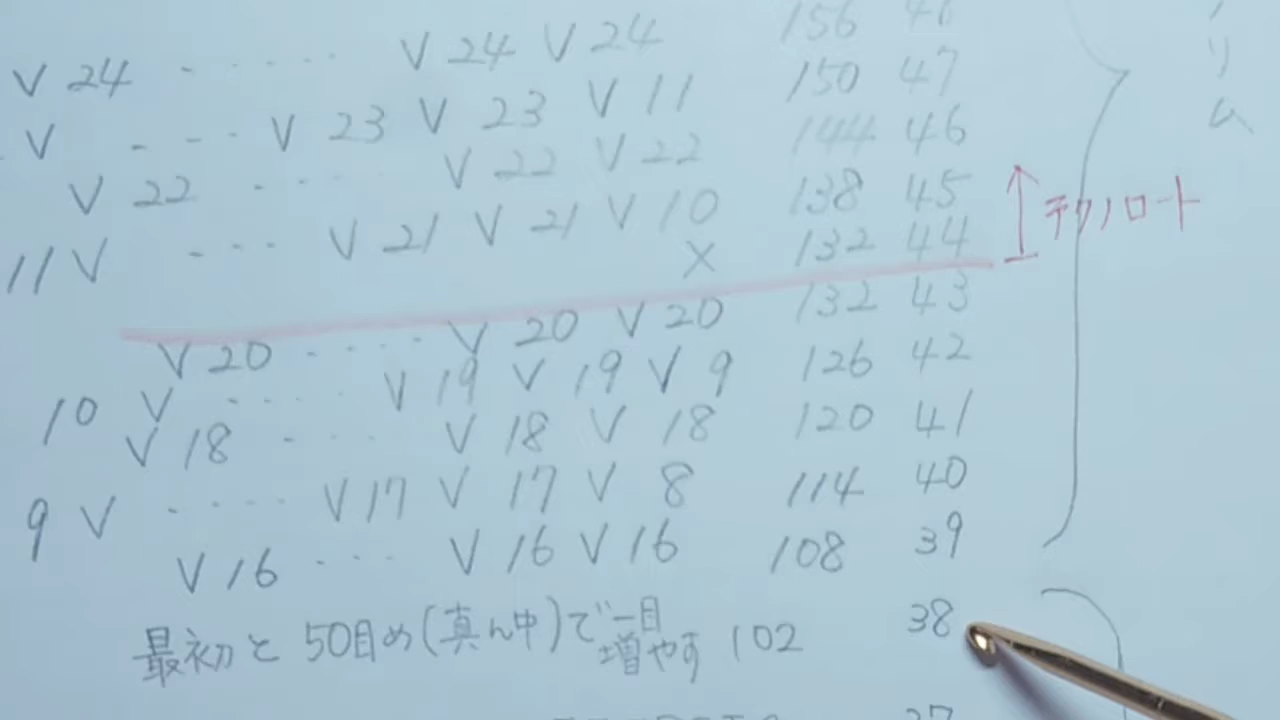 V 24 ····· V 24 V 24 156
V --- V 23 V 23 V 11 150 47
V 22 ···· V 22 V 22 144 46
11 V --- V 21 V 21 V 10 138 45
X 132 44
テクノロート
V 20 ····· V 20 V 20 132 43
10 V ····· V 19 V 19 V 9 126 42
V 18 ···· V 18 V 18 120 41
9 V ····· V 17 V 17 V 8 114 40
V 16 ··· V 16 V 16 108 39
最初と 50目め(真ん中)で一目増やす 102 38